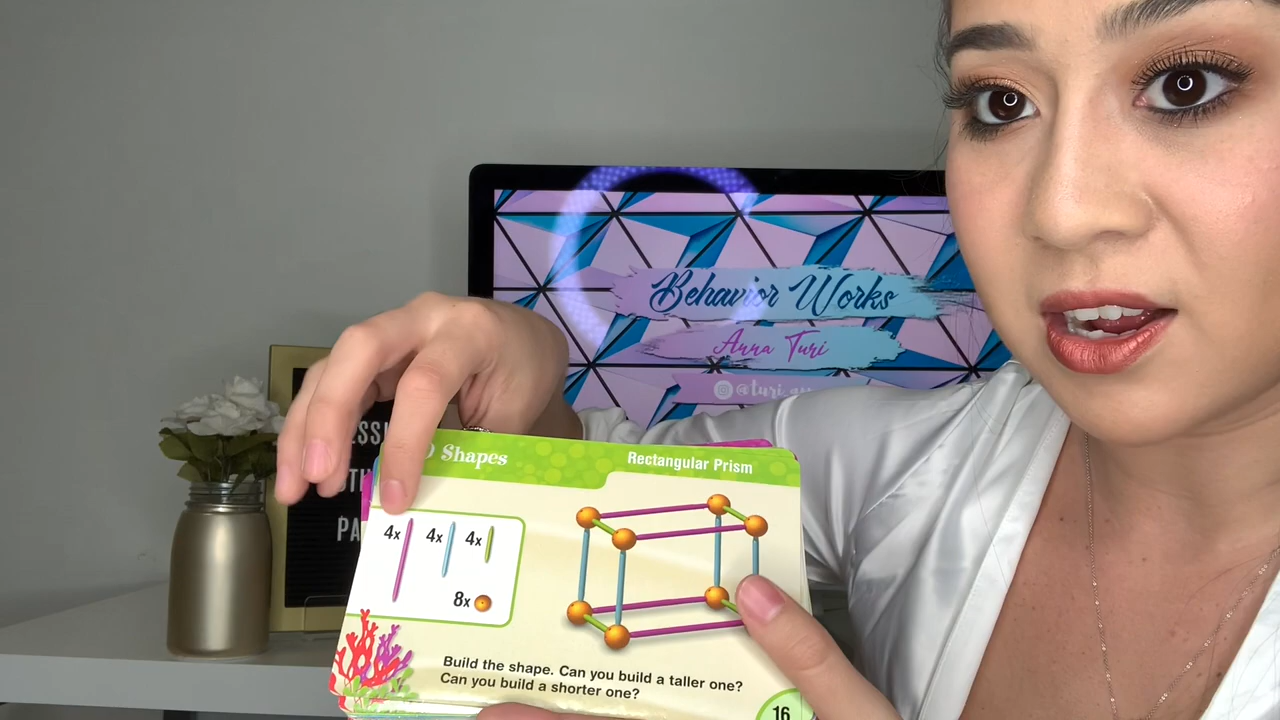 Behavior Works
Anna Turi
@turi
PA
Shapes
Rectangular Prism
4x 4x 4x
8x
Build the shape. Can you build a taller one?
Can you build a shorter one?
16